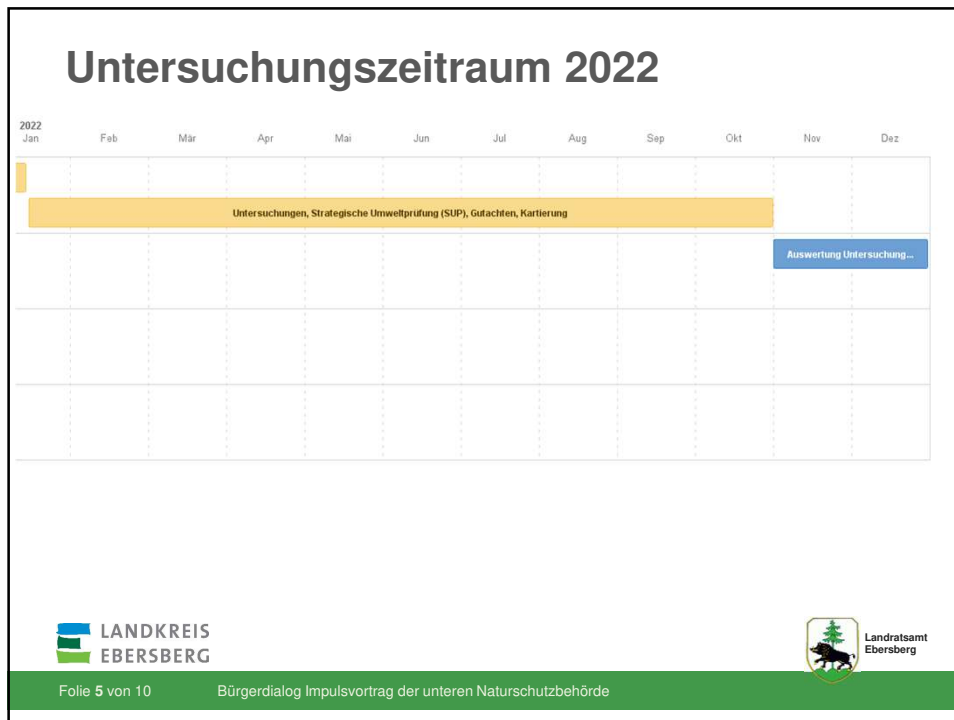 Untersuchungszeitraum 2022
2022
Jan Feb Mär Apr Mai Jun Jul Aug Sep Okt Nov Dez
Untersuchungen, Strategische Umweltprüfung (SUP), Gutachten, Kartierung
Auswertung Untersuchung...
LANDKREIS
EBERSBERG
Landratsamt
Ebersberg
Folie 5 von 10 Bürgerdialog Impulsvortrag der unteren Naturschutzbehörde